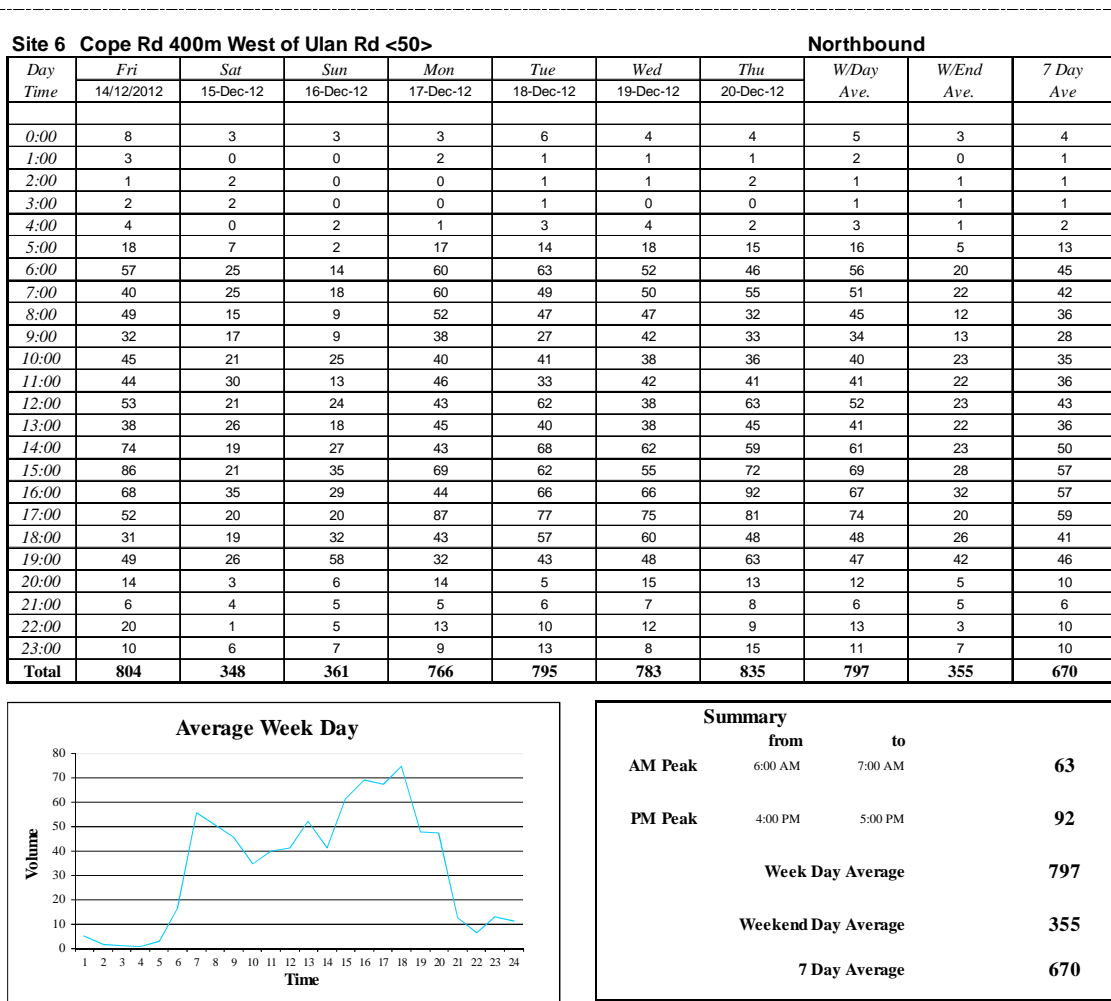 Site 6 Cope Rd 400m West of Ulan Rd <50> Northbound
Day Fri Sat Sun Mon Tue Wed Thu W/Day W/End 7 Day
Time 14/12/2012 15-Dec-12 16-Dec-12 17-Dec-12 18-Dec-12 19-Dec-12 20-Dec-12 Ave. Ave. Ave
0:00 8 3 3 3 6 4 4 5 3 4
1:00 3 0 0 2 1 1 1 2 0 1
2:00 1 2 0 0 1 1 2 1 1 1
3:00 2 2 0 0 1 0 0 1 1 1
4:00 4 0 2 1 3 4 2 3 1 2
5:00 18 7 2 17 14 18 15 16 5 13
6:00 57 25 14 60 63 52 46 56 20 45
7:00 40 25 18 60 49 50 55 51 22 42
8:00 49 15 9 52 47 47 32 45 12 36
9:00 32 17 9 38 27 42 33 34 13 28
10:00 45 21 25 40 41 38 36 40 23 35
11:00 44 30 13 46 33 42 41 41 22 36
12:00 53 21 24 43 62 38 63 52 23 43
13:00 38 26 18 45 40 38 45 41 22 36
14:00 74 19 27 43 68 62 59 61 23 50
15:00 86 21 35 69 62 55 72 69 28 57
16:00 68 35 29 44 66 66 92 67 32 57
17:00 52 20 20 87 77 75 81 74 20 59
18:00 31 19 32 43 57 60 48 48 26 41
19:00 49 26 58 32 43 48 63 47 42 46
20:00 14 3 6 14 5 15 13 12 5 10
21:00 6 4 5 5 6 7 8 6 5 6
22:00 20 1 5 13 10 12 9 13 3 10
23:00 10 6 7 9 13 8 15 11 7 10
Total 804 348 361 766 795 783 835 797 355 670
Average Week Day
80
70
60
50
40
30
20
10
0
Volume
1 2 3 4 5 6 7 8 9 10 11 12 13 14 15 16 17 18 19 20 21 22 23 24
Time
Summary
from to
AM Peak 6:00 AM 7:00 AM 63
PM Peak 4:00 PM 5:00 PM 92
Week Day Average 797
Weekend Day Average 355
7 Day Average 670